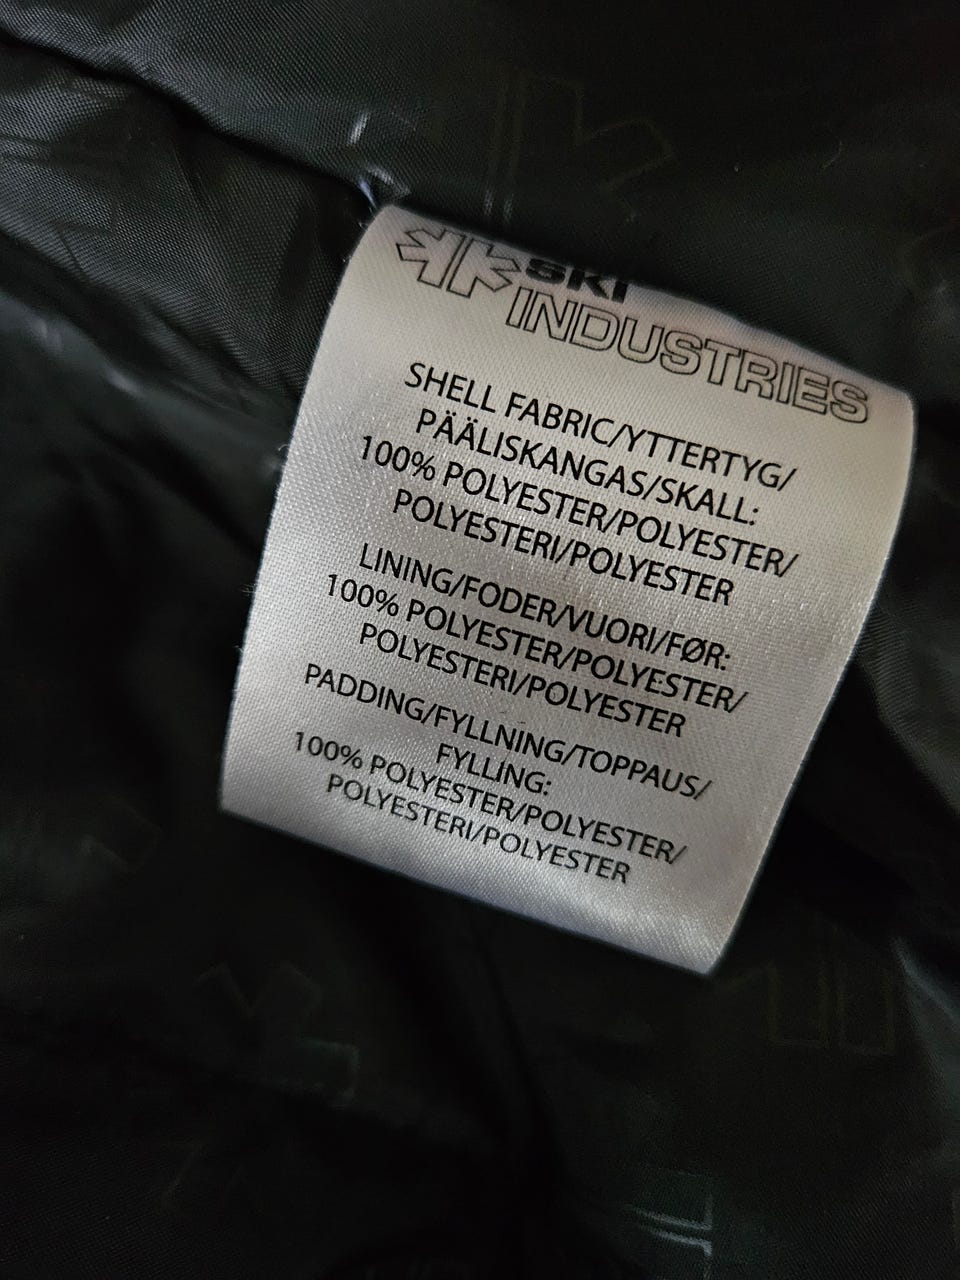 SKI
INDUSTRIES
SHELL FABRIC/YTTERTYG/
PÄÄLISKANGAS/SKALL:
100% POLYESTER/POLYESTER/
POLYESTERI/POLYESTER
LINING/FODER/VUORI/FØR:
100% POLYESTER/POLYESTER/
POLYESTERI/POLYESTER
PADDING/FYLLNING/TOPPAUS/
FYLLING:
100% POLYESTER/POLYESTER/
POLYESTERI/POLYESTER